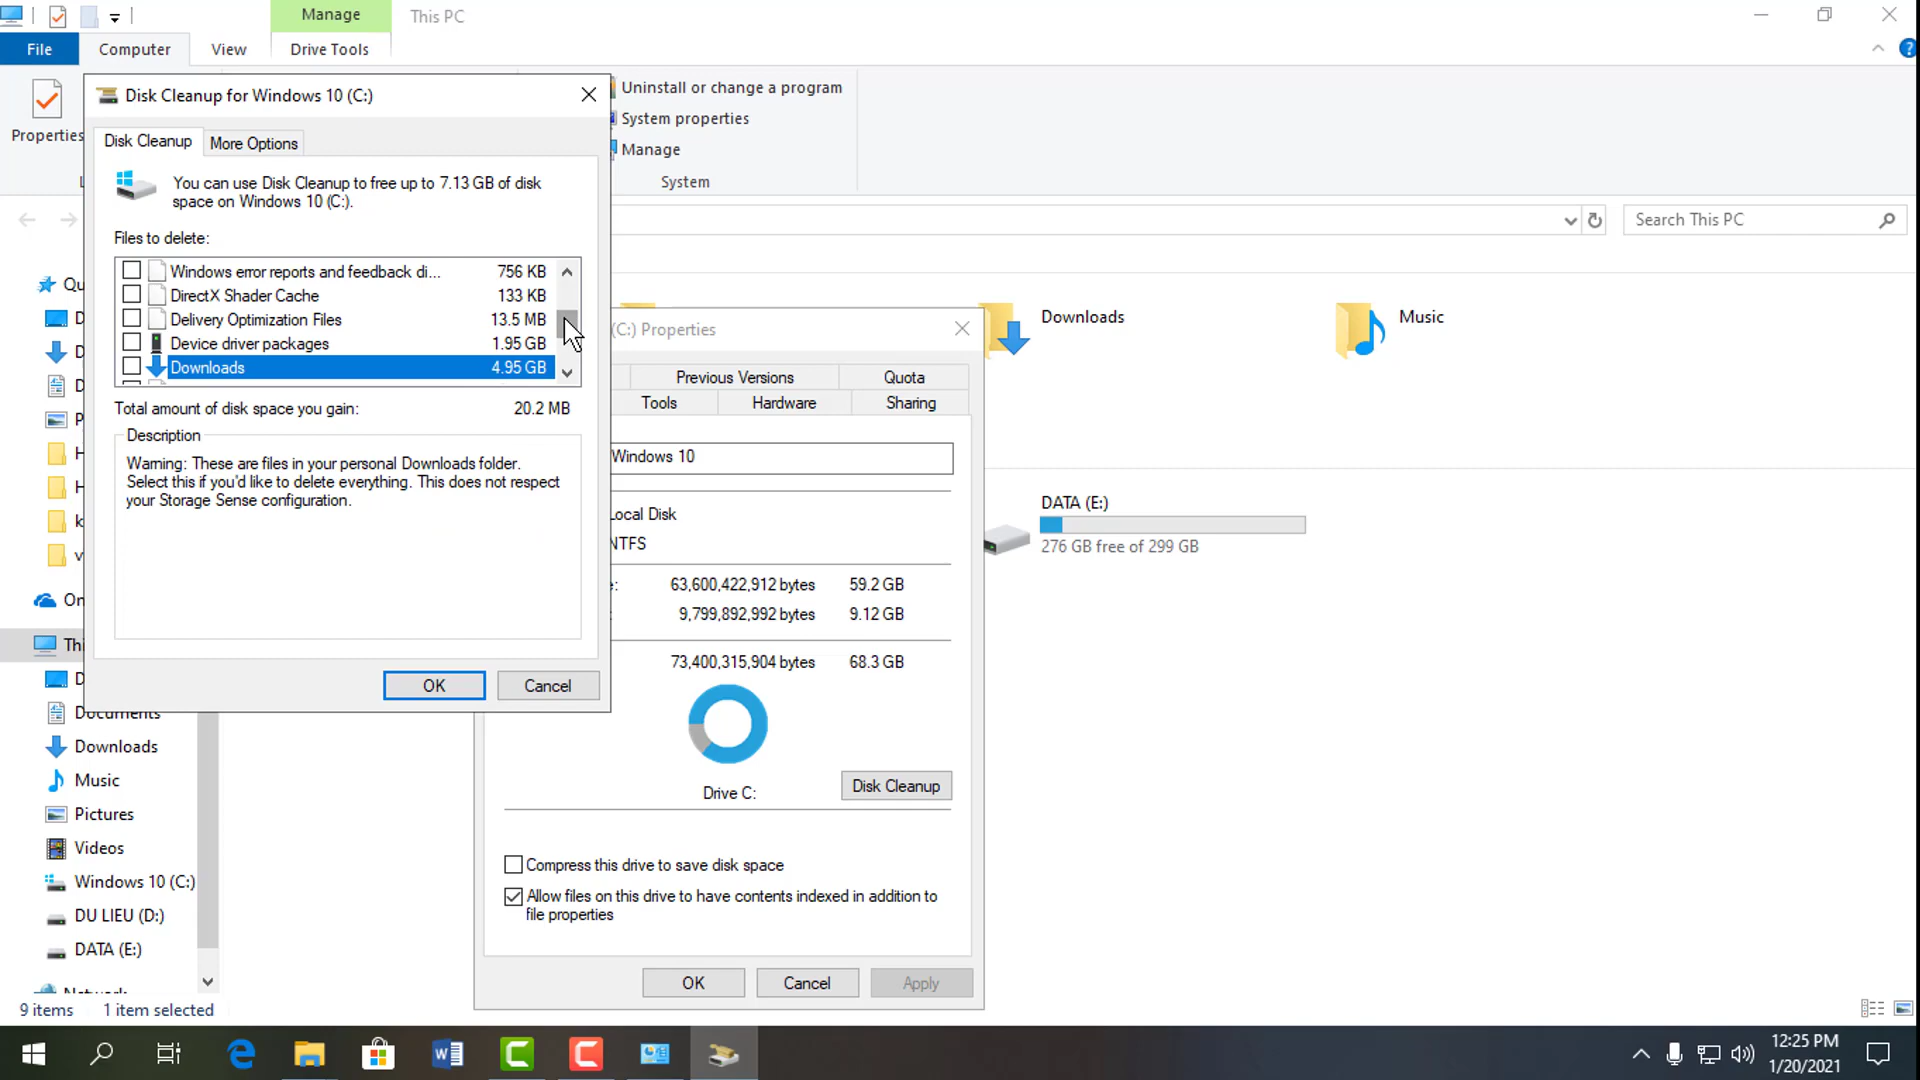 Manage
This PC
File
Computer
View
Drive Tools
Properties
Uninstall or change a program
System properties
Manage
System
Search This PC
Disk Cleanup for Windows 10 (C:)
Disk Cleanup
More Options
You can use Disk Cleanup to free up to 7.13 GB of disk
space on Windows 10 (C:).
Files to delete:
Windows error reports and feedback di... 756 KB
DirectX Shader Cache 133 KB
Delivery Optimization Files 13.5 MB
Device driver packages 1.95 GB
Downloads 4.95 GB
Total amount of disk space you gain: 20.2 MB
Description
Warning: These are files in your personal Downloads folder.
Select this if you'd like to delete everything. This does not respect
your Storage Sense configuration.
OK
Cancel
(C:) Properties
Previous Versions
Quota
Tools
Hardware
Sharing
Windows 10
Local Disk
NTFS
63,600,422,912 bytes 59.2 GB
9,799,892,992 bytes 9.12 GB
73,400,315,904 bytes 68.3 GB
Drive C:
Disk Cleanup
Compress this drive to save disk space
Allow files on this drive to have contents indexed in addition to
file properties
OK
Cancel
Apply
Downloads
Music
DATA (E:)
276 GB free of 299 GB
Qu
D
D
D
P
H
H
k
v
On
Thi
D
Documents
Downloads
Music
Pictures
Videos
Windows 10 (C:)
DU LIEU (D:)
DATA (E:)
Network
9 items
1 item selected
12:25 PM
1/20/2021